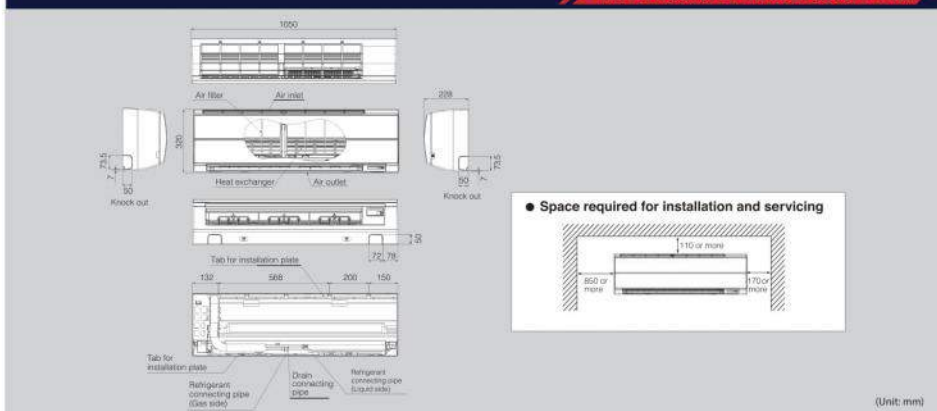 1050
Air filter
Air inlet
228
320
73.5
7
50
Knock out
73.5
7
50
Knock out
Heat exchanger
Air outlet
50
72
78
Tab for installation plate
132
568
200
150
Tab for
installation plate
Refrigerant
connecting pipe
(Gas side)
Drain
connecting
pipe
Refrigerant
connecting pipe
(Liquid side)
● Space required for installation and servicing
110 or more
650 or
more
170 or
more
(Unit: mm)